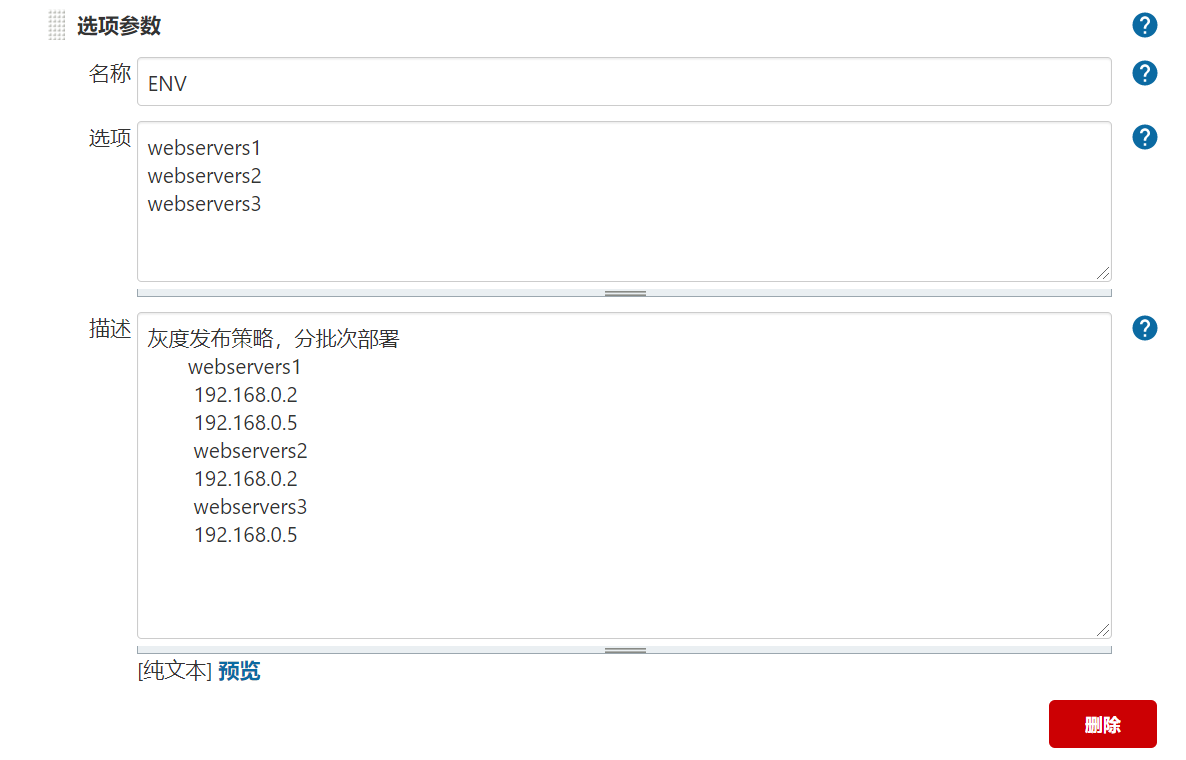 选项参数
名称
ENV
选项
webservers1
webservers2
webservers3
描述
灰度发布策略，分批次部署
webservers1
192.168.0.2
192.168.0.5
webservers2
192.168.0.2
webservers3
192.168.0.5
[纯文本] 预览
删除